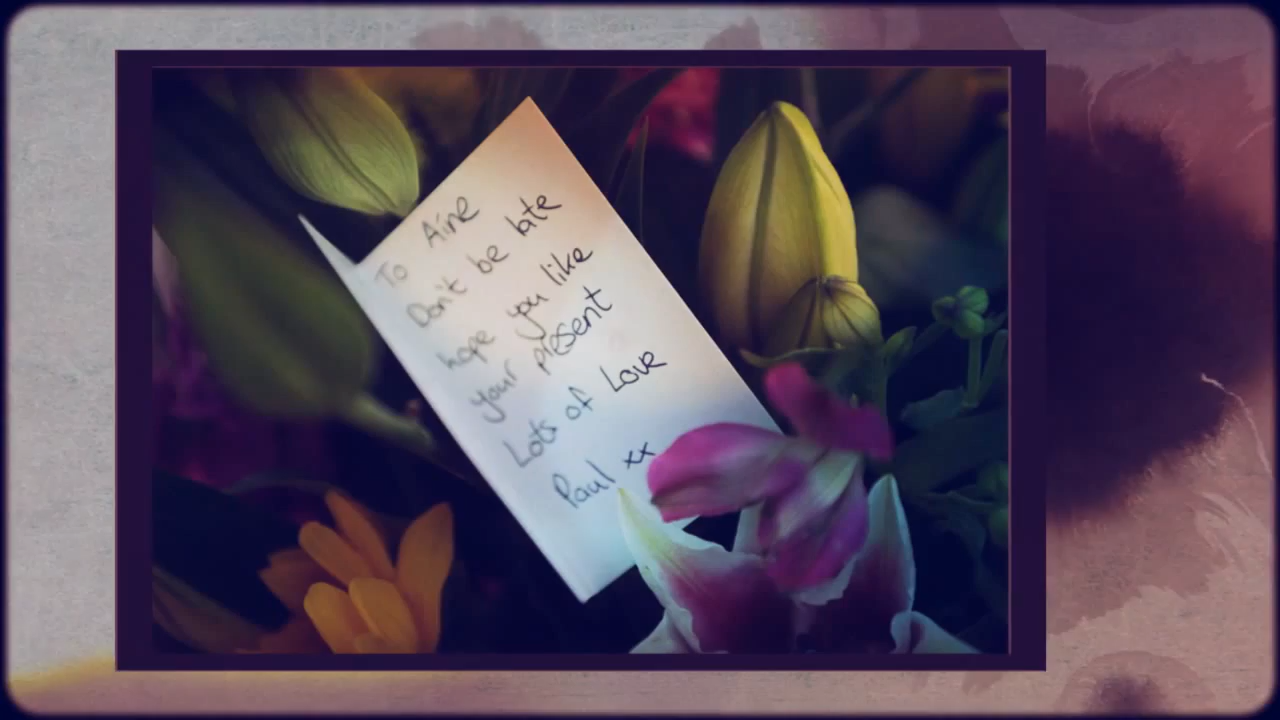 To Aine
Don't be late
hope you like
your present
Lots of Love
Paul xx